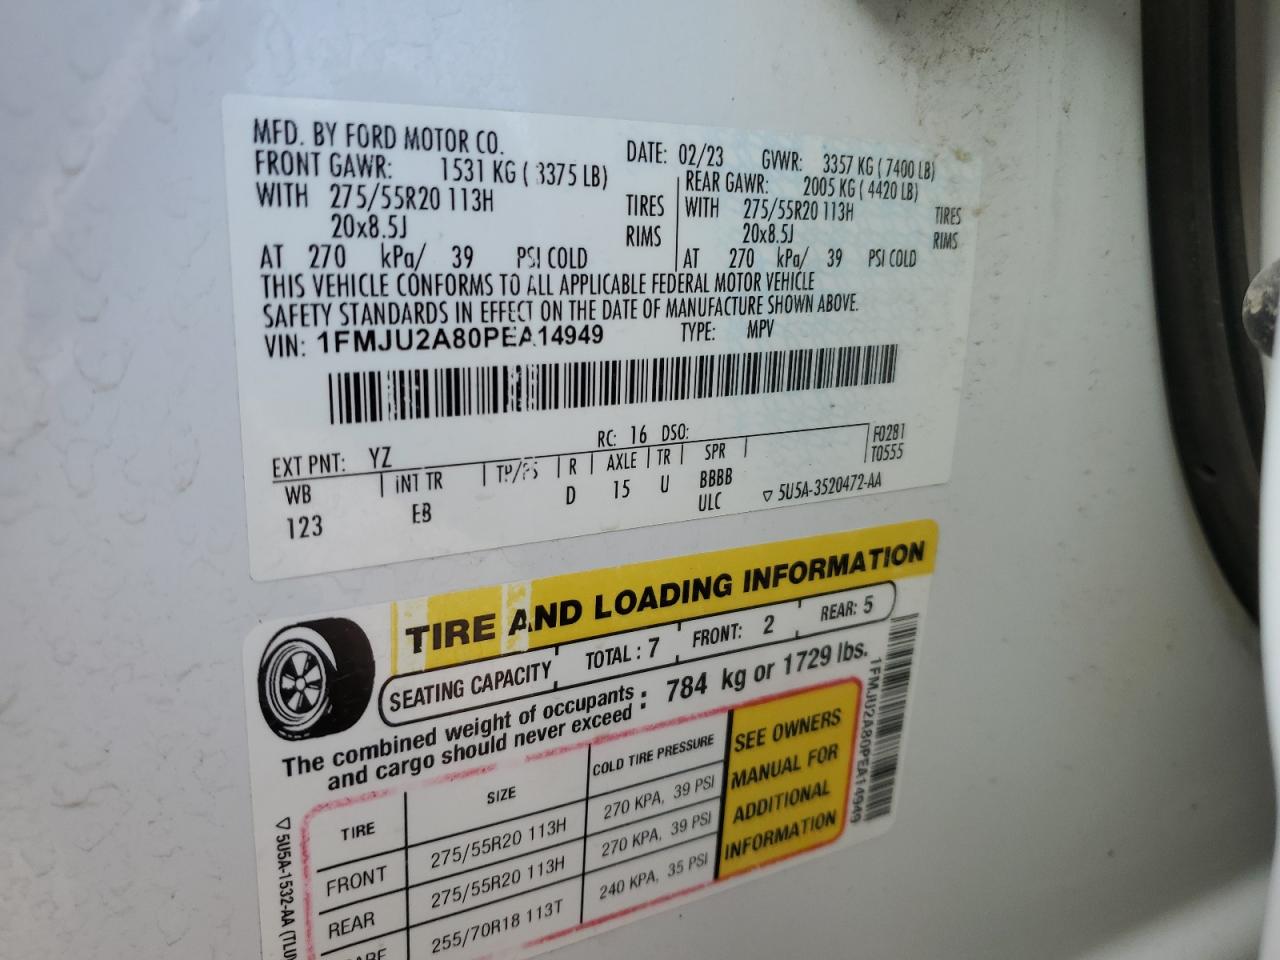 MFD. BY FORD MOTOR CO.
DATE: 02/23 GVWR: 3357 KG ( 7400 LB)
FRONT GAWR: 1531 KG ( 3375 LB)
REAR GAWR: 2005 KG ( 4420 LB)
WITH 275/55R20 113H TIRES
WITH 275/55R20 113H TIRES
20x8.5J RIMS
20x8.5J RIMS
AT 270 kPa/ 39 PSI COLD
AT 270 kPa/ 39 PSI COLD
THIS VEHICLE CONFORMS TO ALL APPLICABLE FEDERAL MOTOR VEHICLE
SAFETY STANDARDS IN EFFECT ON THE DATE OF MANUFACTURE SHOWN ABOVE.
VIN: 1FMJU2A80PEA14949 TYPE: MPV
EXT PNT: YZ RC: 16 DSO: F0281
WB INT TR TP/PS R AXLE TR SPR T0555
123 EB D 15 U BBBB
ULC ▽ 5U5A-3520472-AA
TIRE AND LOADING INFORMATION
SEATING CAPACITY TOTAL : 7 FRONT: 2 REAR: 5
The combined weight of occupants : 784 kg or 1729 lbs.
and cargo should never exceed :
TIRE SIZE COLD TIRE PRESSURE
FRONT 275/55R20 113H 270 KPA, 39 PSI
REAR 275/55R20 113H 270 KPA, 39 PSI
255/70R18 113T 240 KPA, 35 PSI
SEE OWNERS
MANUAL FOR
ADDITIONAL
INFORMATION
1FMJU2A80PEA14949
▽ 5U5A-1532-AA